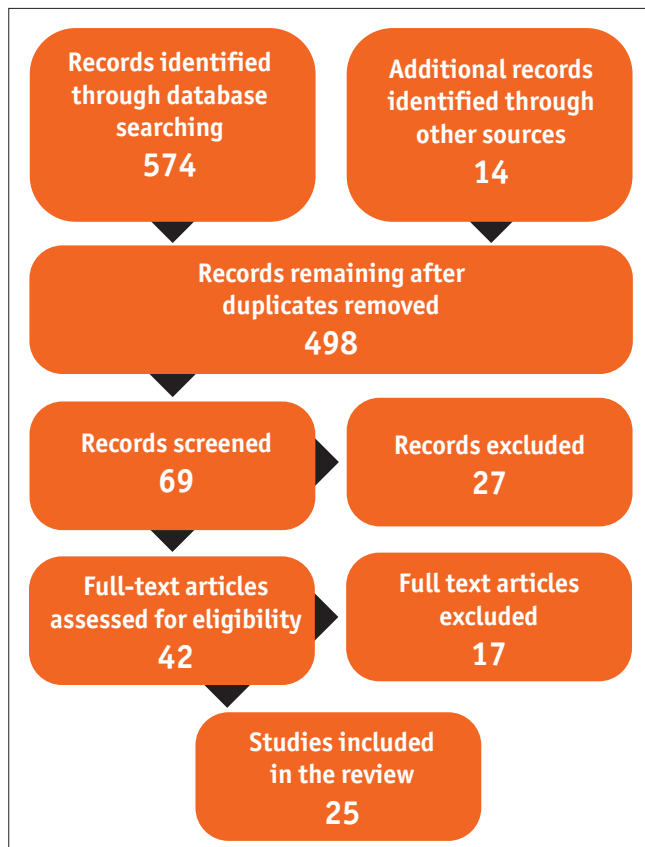 Records identified
through database
searching
574
Additional records
identified through
other sources
14
Records remaining after
duplicates removed
498
Records screened
69
Records excluded
27
Full-text articles
assessed for eligibility
42
Full text articles
excluded
17
Studies included
in the review
25